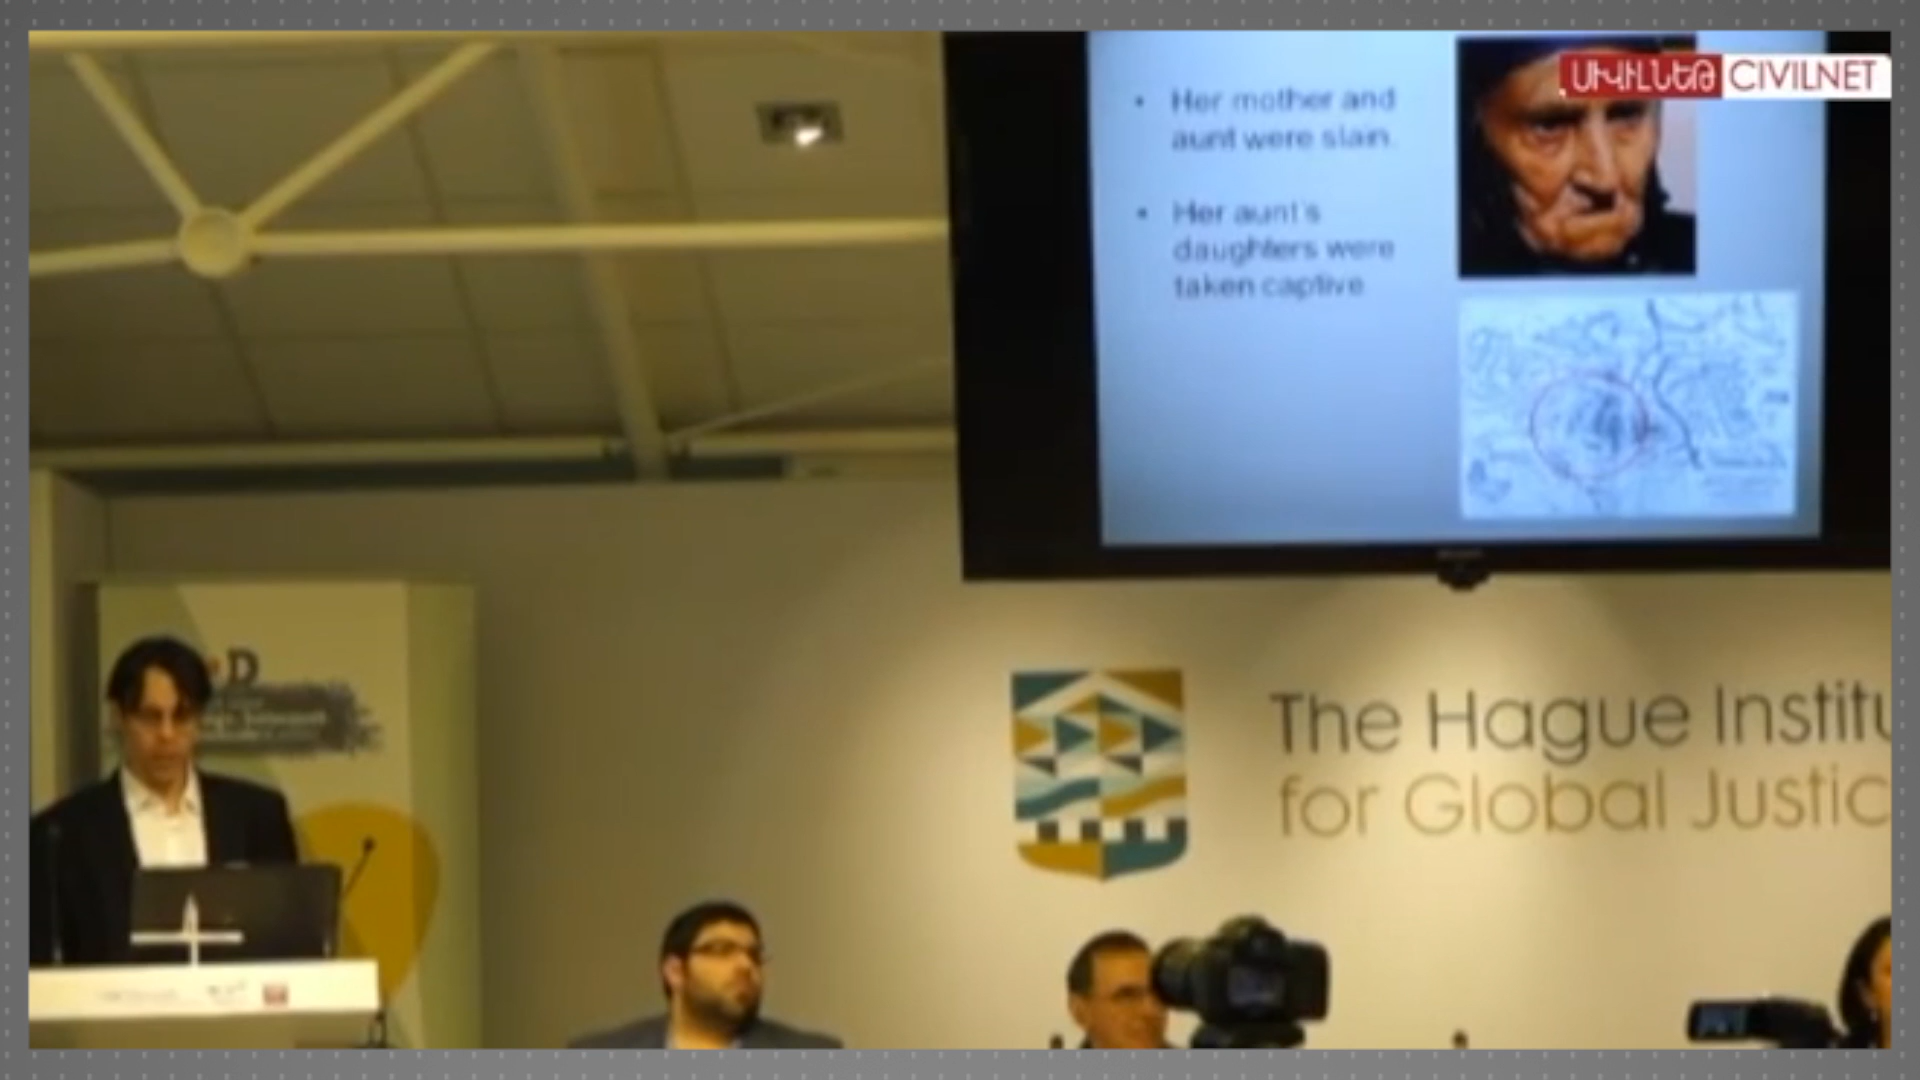 ՍԻՎԻԼՆԵԹ CIVILNET
• Her mother and
aunt were slain.
• Her aunt's
daughters were
taken captive
D
The Hague Institu
for Global Justic